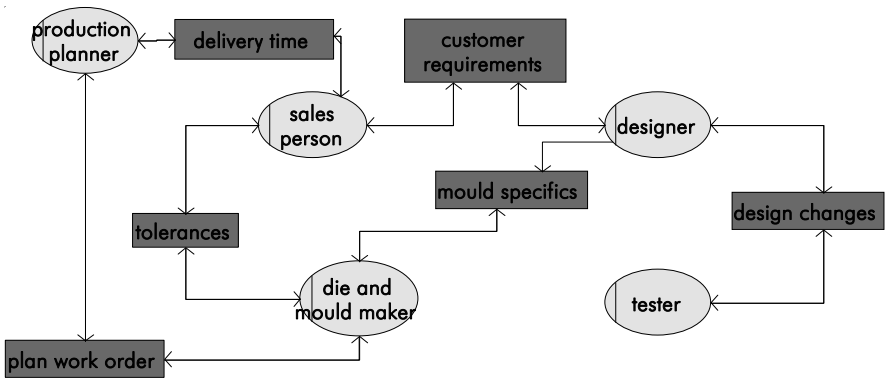 production
planner
delivery time
customer
requirements
sales
person
designer
mould specifics
design changes
tolerances
die and
mould maker
tester
plan work order